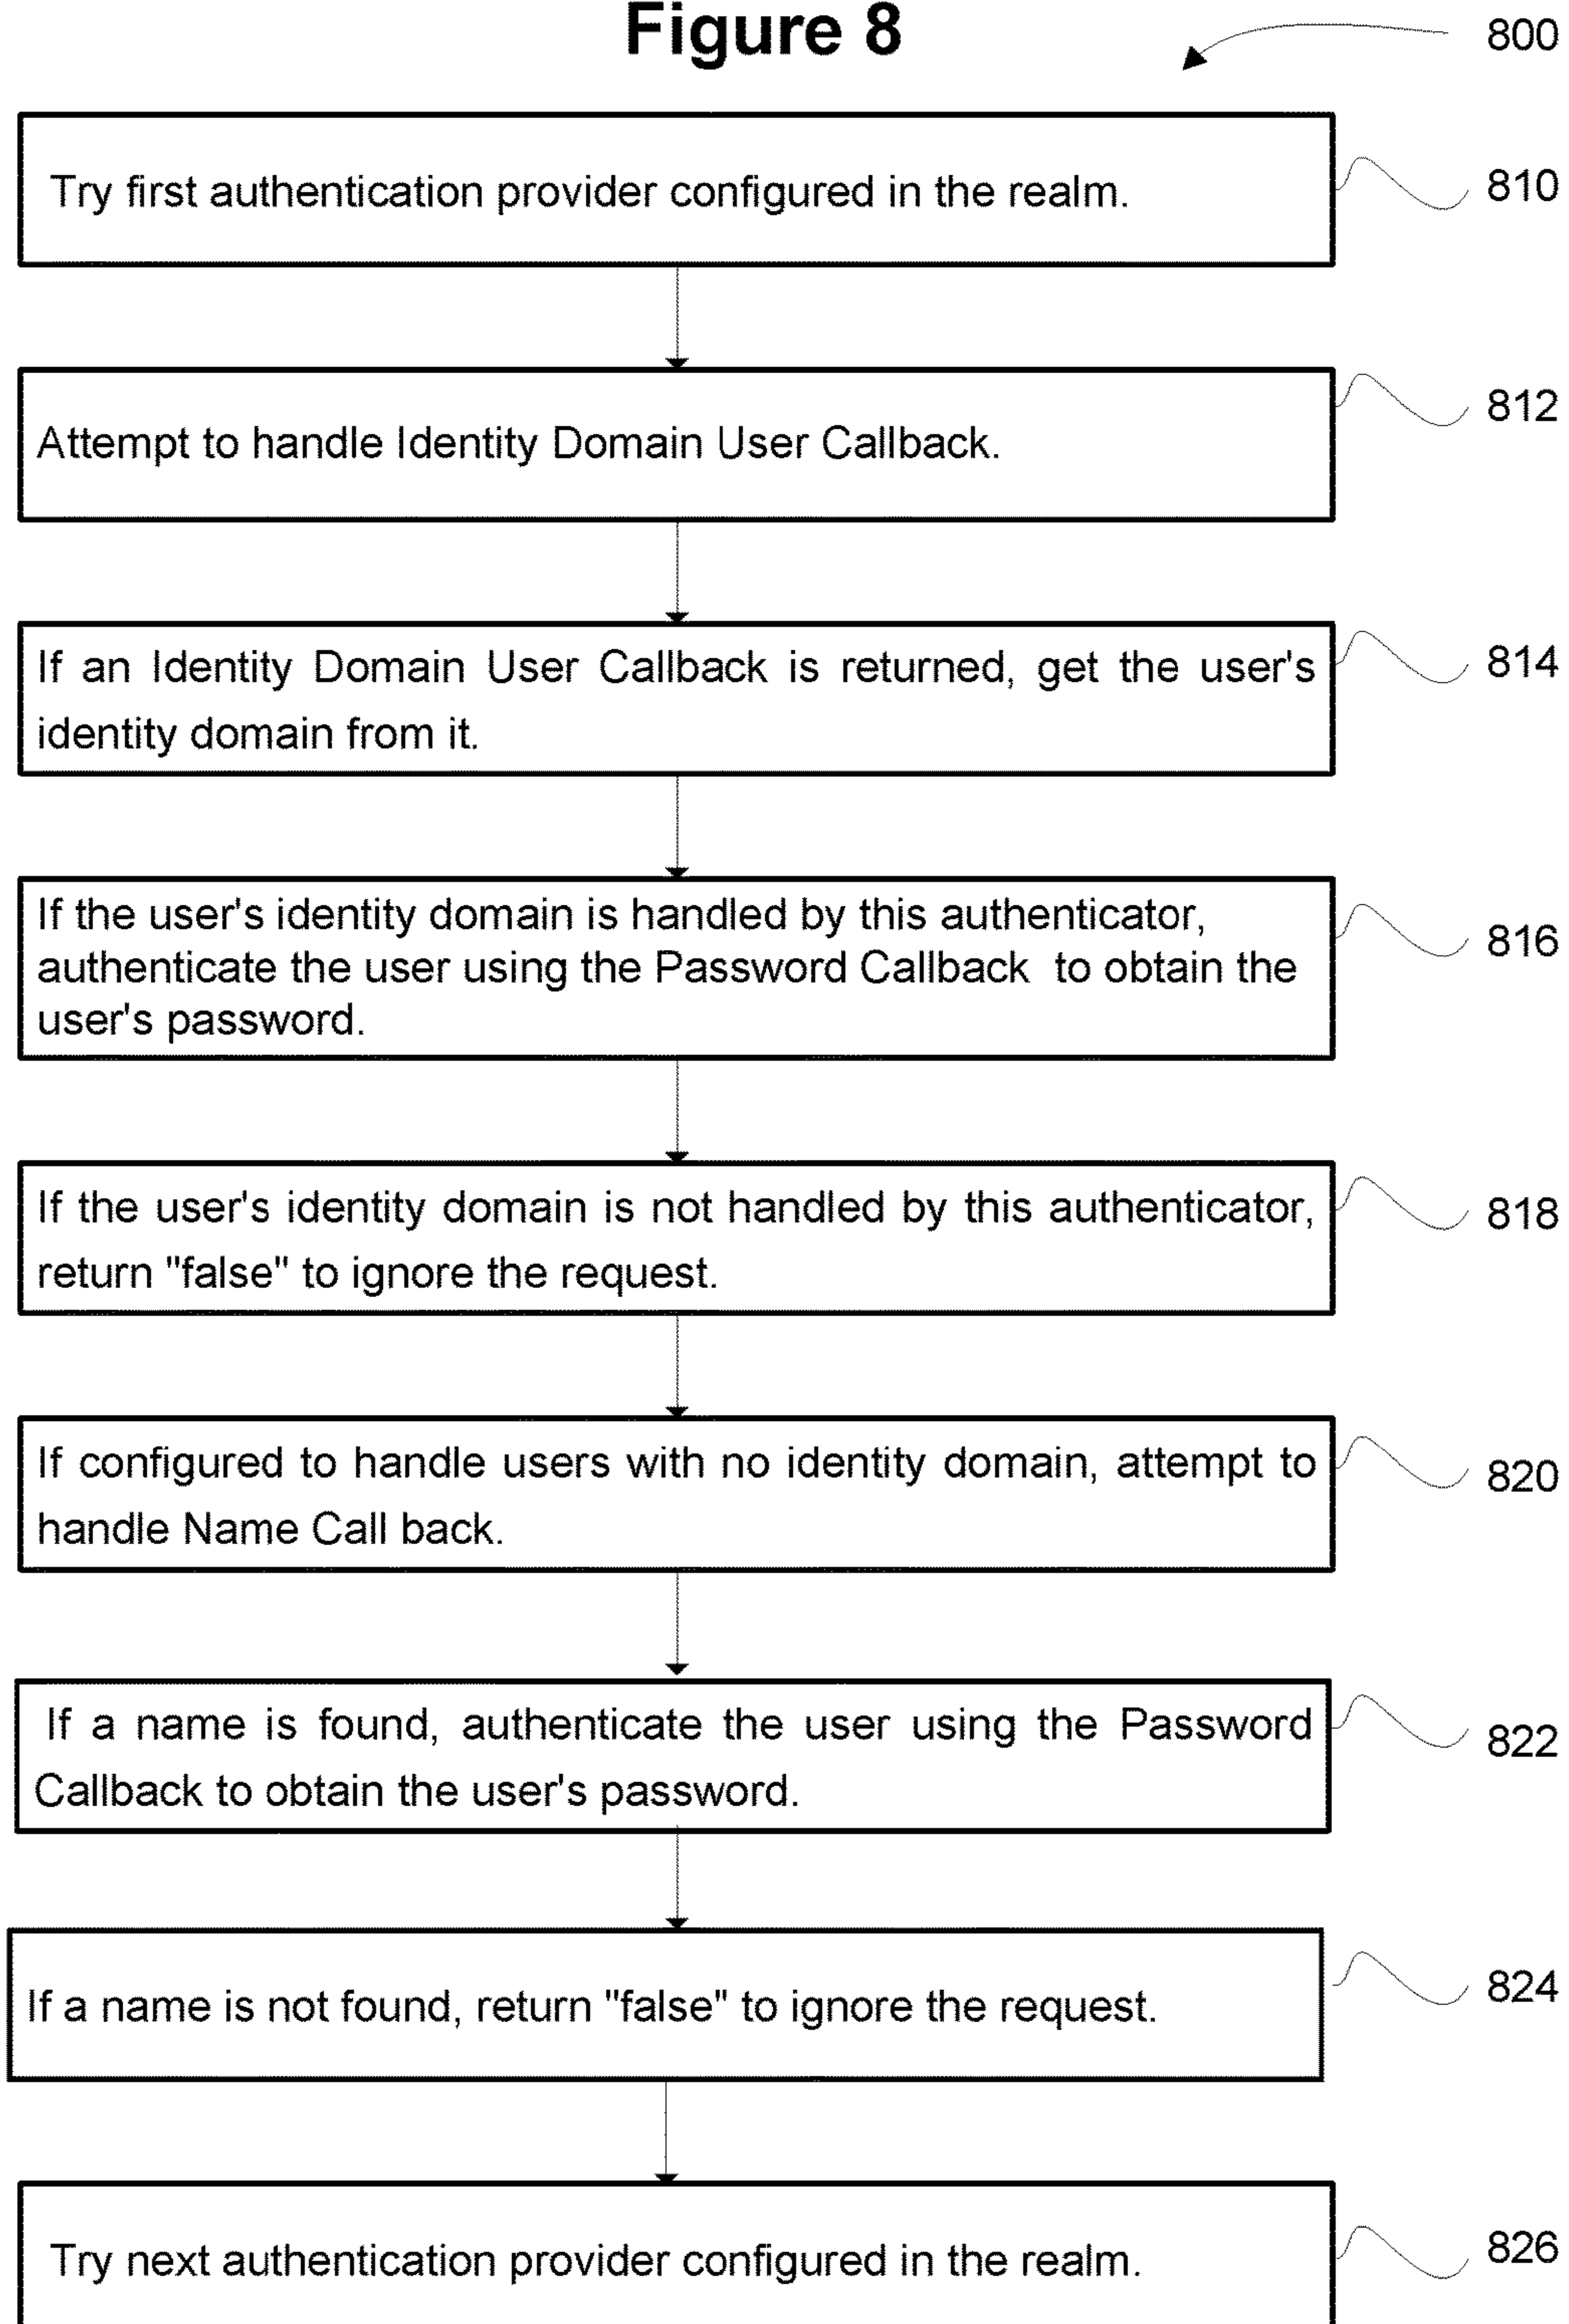 Figure 8
800
Try first authentication provider configured in the realm.
810
Attempt to handle Identity Domain User Callback.
812
If an Identity Domain User Callback is returned, get the user's
identity domain from it.
814
If the user's identity domain is handled by this authenticator,
authenticate the user using the Password Callback to obtain the
user's password.
816
If the user's identity domain is not handled by this authenticator,
return "false" to ignore the request.
818
If configured to handle users with no identity domain, attempt to
handle Name Call back.
820
If a name is found, authenticate the user using the Password
Callback to obtain the user's password.
822
If a name is not found, return "false" to ignore the request.
824
Try next authentication provider configured in the realm.
826